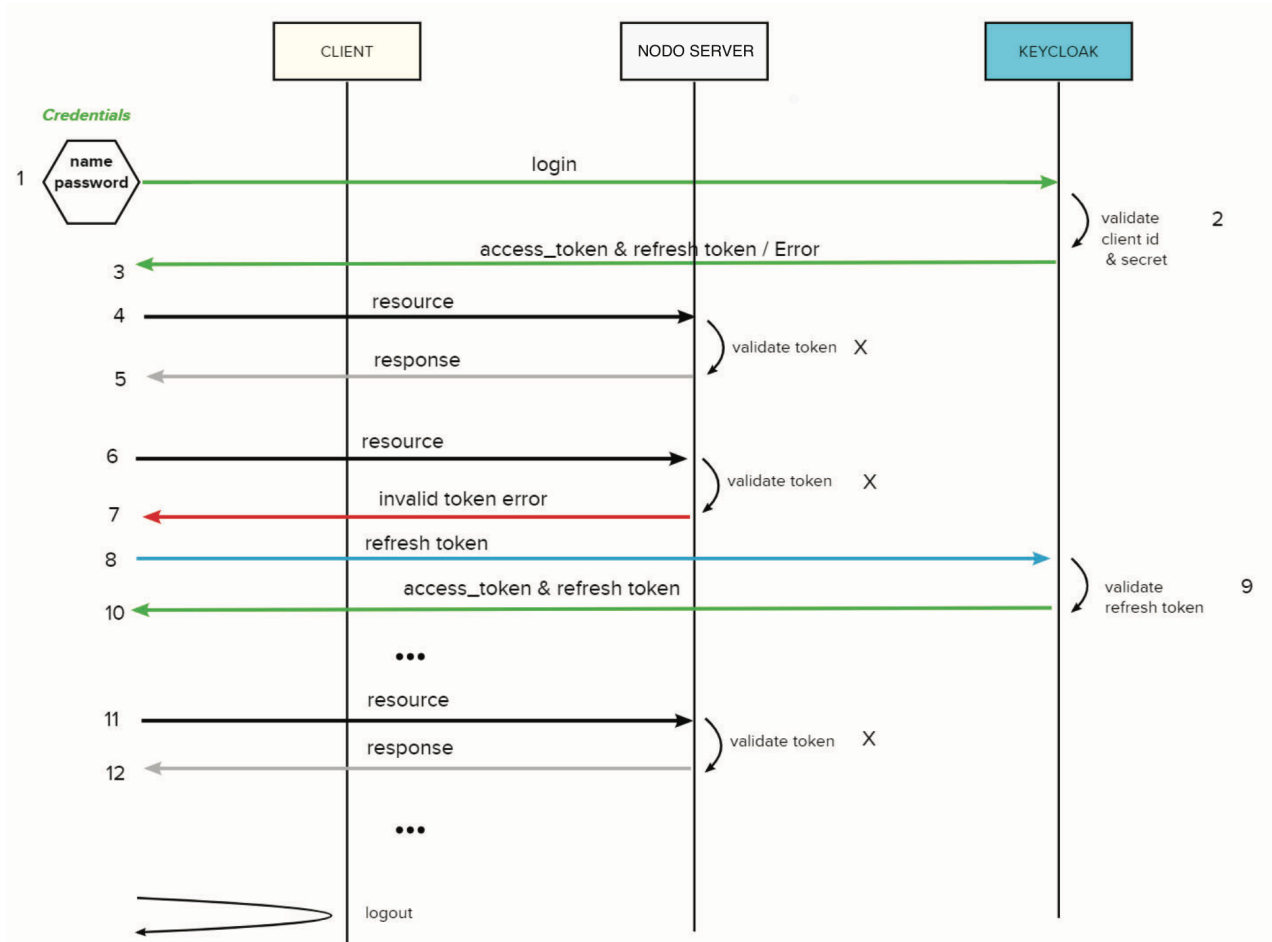 CLIENT
NODO SERVER
KEYCLOAK
Credentials
name
password
1
login
validate
client id
& secret
2
access_token & refresh token / Error
3
resource
4
validate token X
response
5
resource
6
validate token X
invalid token error
7
refresh token
8
validate
refresh token
9
access_token & refresh token
10
•••
resource
11
validate token X
response
12
•••
logout